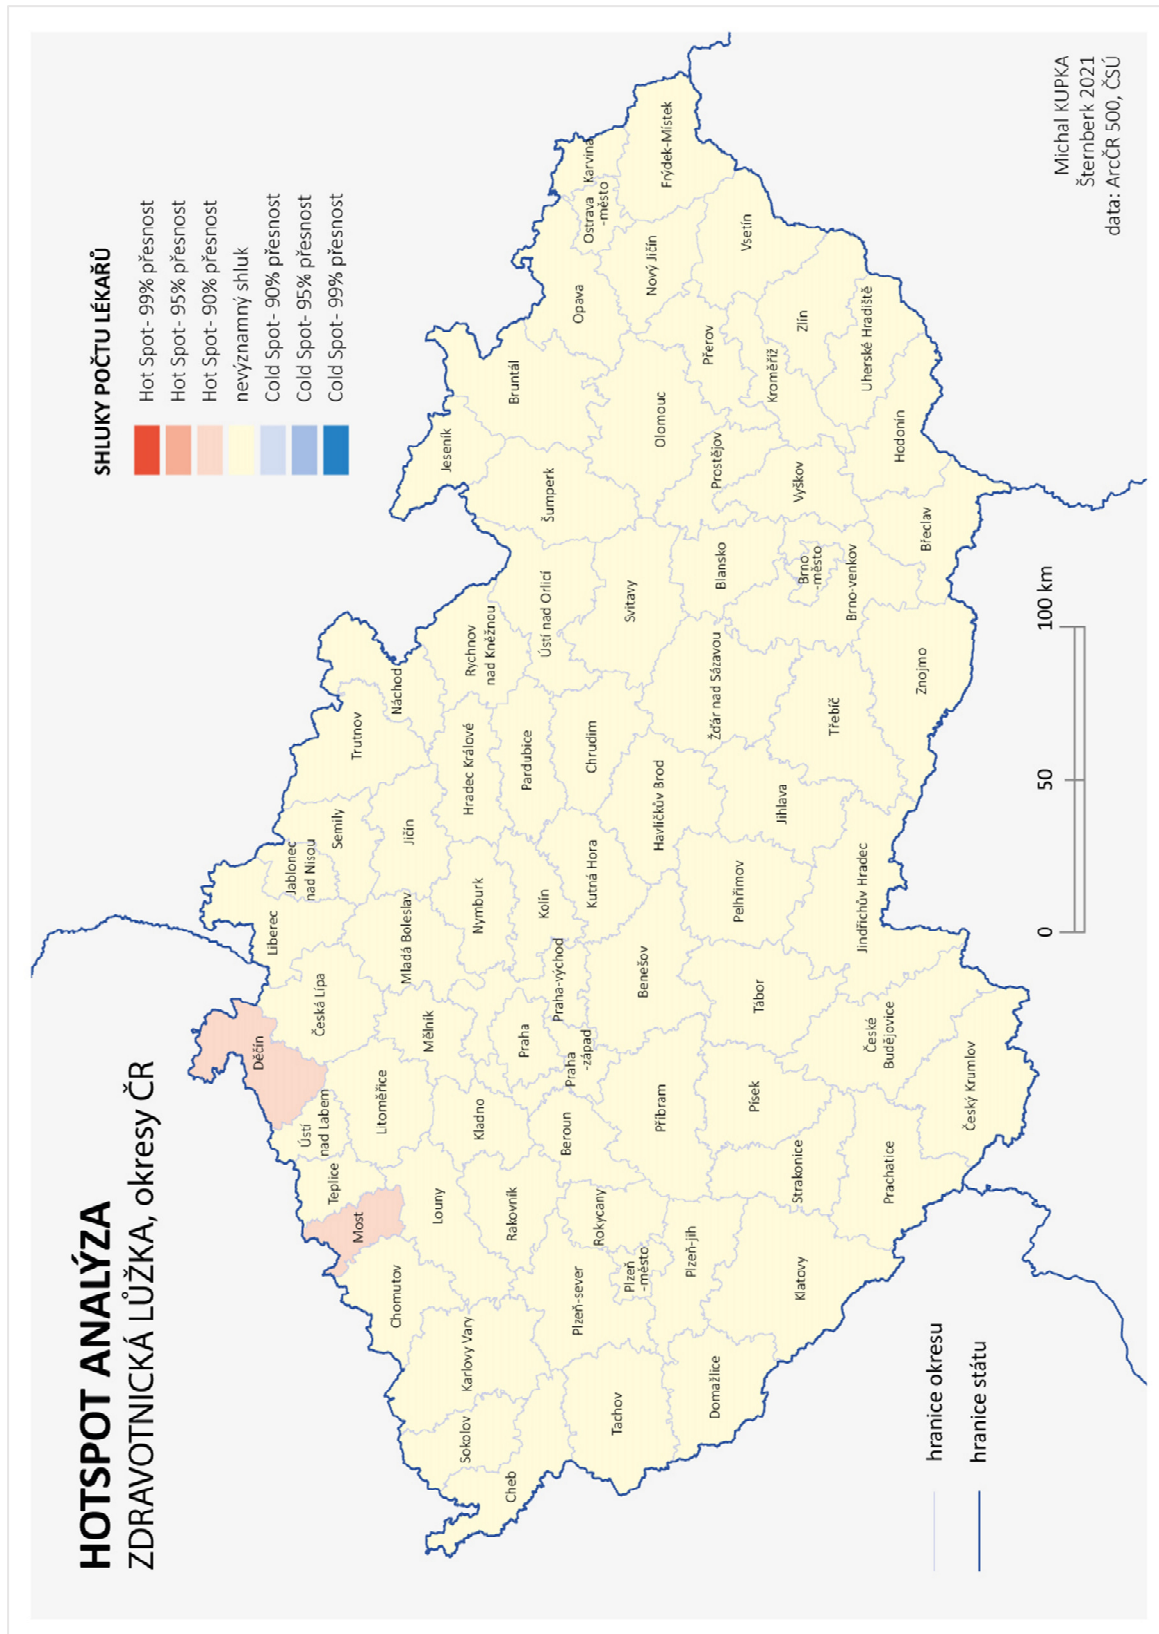 HOTSPOT ANALÝZA
ZDRAVOTNICKÁ LŮŽKA, okresy ČR
SHLUKY POČTU LÉKAŘŮ
Hot Spot- 99% přesnost
Hot Spot- 95% přesnost
Hot Spot- 90% přesnost
nevýznamný shluk
Cold Spot- 90% přesnost
Cold Spot- 95% přesnost
Cold Spot- 99% přesnost
Děčín
Liberec
Jablonec
nad Nisou
Semily
Trutnov
Náchod
Ústí
nad Labem
Česká Lípa
Teplice
Most
Litoměřice
Mělník
Mladá Boleslav
Jičín
Chomutov
Louny
Kladno
Nymburk
Hradec Králové
Rychnov
nad Kněžnou
Jeseník
Bruntál
Karlovy Vary
Sokolov
Cheb
Rakovník
Praha
Kolín
Pardubice
Ústí nad Orlicí
Šumperk
Opava
Ostrava
-město
Karviná
Plzeň-sever
Rokycany
Beroun
Praha
-západ
Praha-východ
Kutná Hora
Chrudim
Svitavy
Olomouc
Nový Jičín
Frýdek-Místek
Tachov
Plzeň
-město
Plzeň-jih
Příbram
Benešov
Havlíčkův Brod
Žďár nad Sázavou
Blansko
Prostějov
Přerov
Vsetín
Domažlice
Klatovy
Strakonice
Písek
Tábor
Pelhřimov
Jihlava
Třebíč
Brno
-město
Brno-venkov
Vyškov
Kroměříž
Zlín
Uherské Hradiště
Prachatice
České
Budějovice
Český Krumlov
Jindřichův Hradec
Znojmo
Břeclav
Hodonín
hranice okresu
hranice státu
0 50 100 km
Michal KUPKA
Šternberk 2021
data: ArcČR 500, ČSÚ